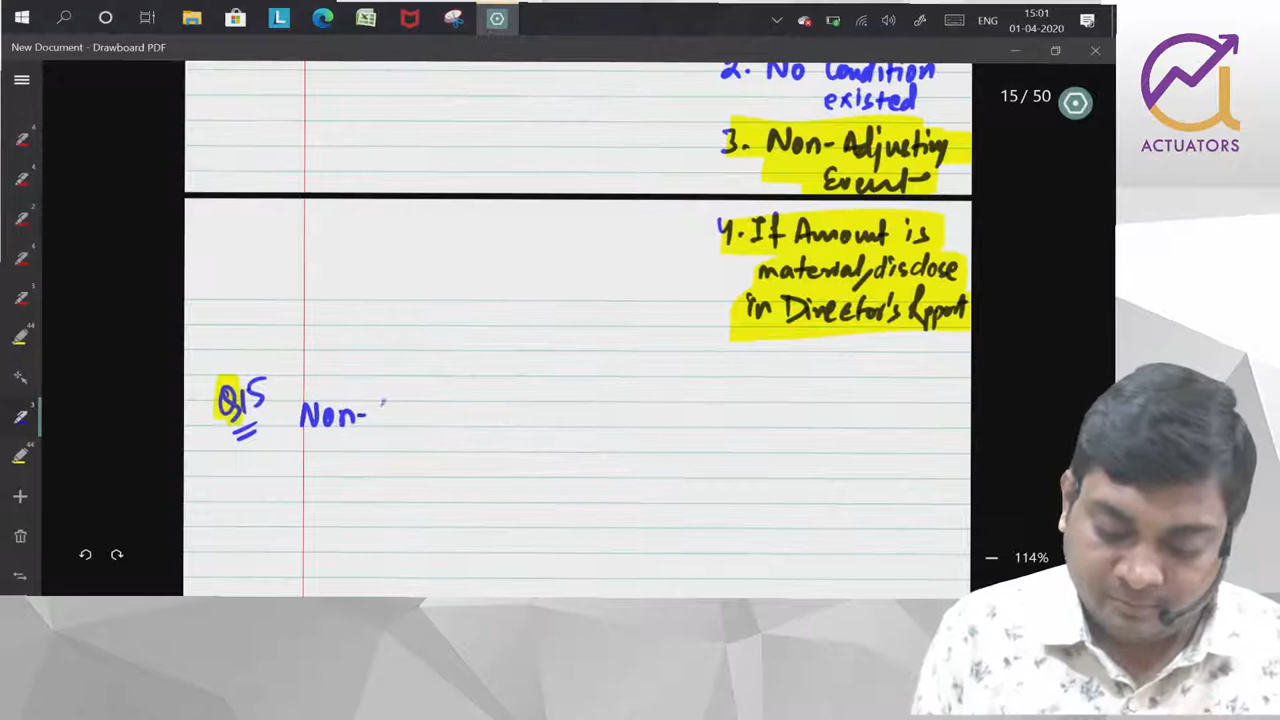 ENG
15:01
01-04-2020
New Document - Drawboard PDF
2. No Condition
existed
15 / 50
ACTUATORS
3. Non-Adjusting
Event
4. If Amount is
material, disclose
in Director's Report
Q15 Non-
114%